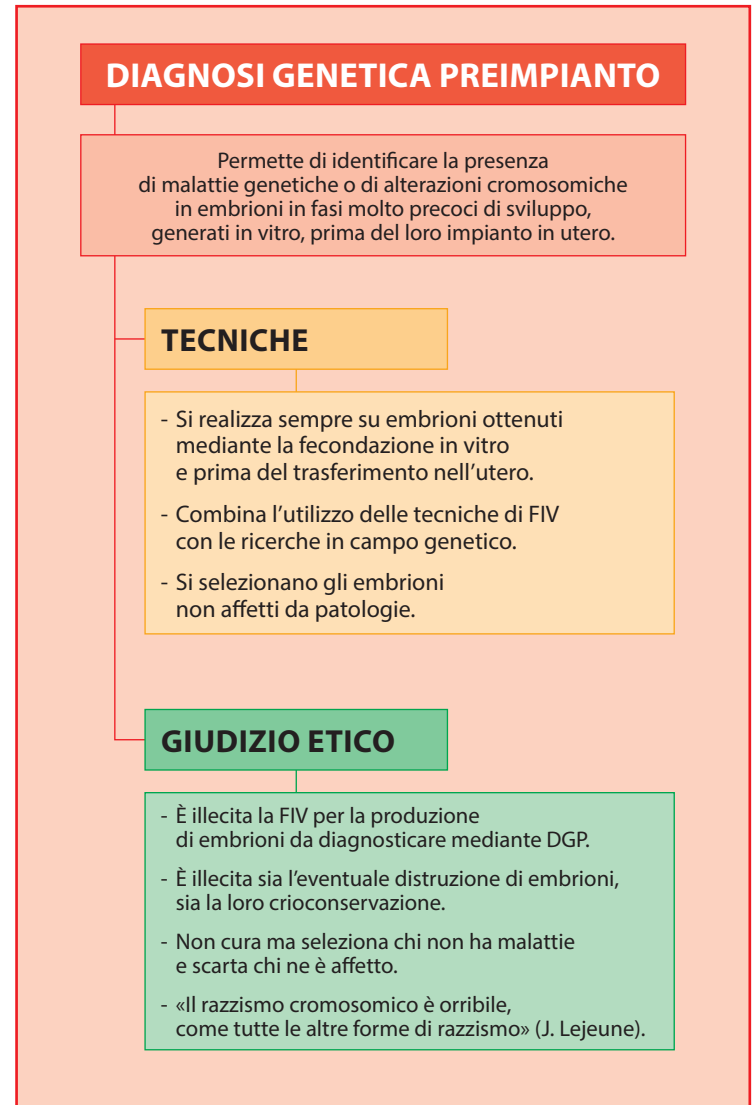 DIAGNOSI GENETICA PREIMPIANTO
Permette di identificare la presenza
di malattie genetiche o di alterazioni cromosomiche
in embrioni in fasi molto precoci di sviluppo,
generati in vitro, prima del loro impianto in utero.
TECNICHE
- Si realizza sempre su embrioni ottenuti
mediante la fecondazione in vitro
e prima del trasferimento nell’utero.
- Combina l’utilizzo delle tecniche di FIV
con le ricerche in campo genetico.
- Si selezionano gli embrioni
non affetti da patologie.
GIUDIZIO ETICO
- È illecita la FIV per la produzione
di embrioni da diagnosticare mediante DGP.
- È illecita sia l’eventuale distruzione di embrioni,
sia la loro crioconservazione.
- Non cura ma seleziona chi non ha malattie
e scarta chi ne è affetto.
- «Il razzismo cromosomico è orribile,
come tutte le altre forme di razzismo» (J. Lejeune).